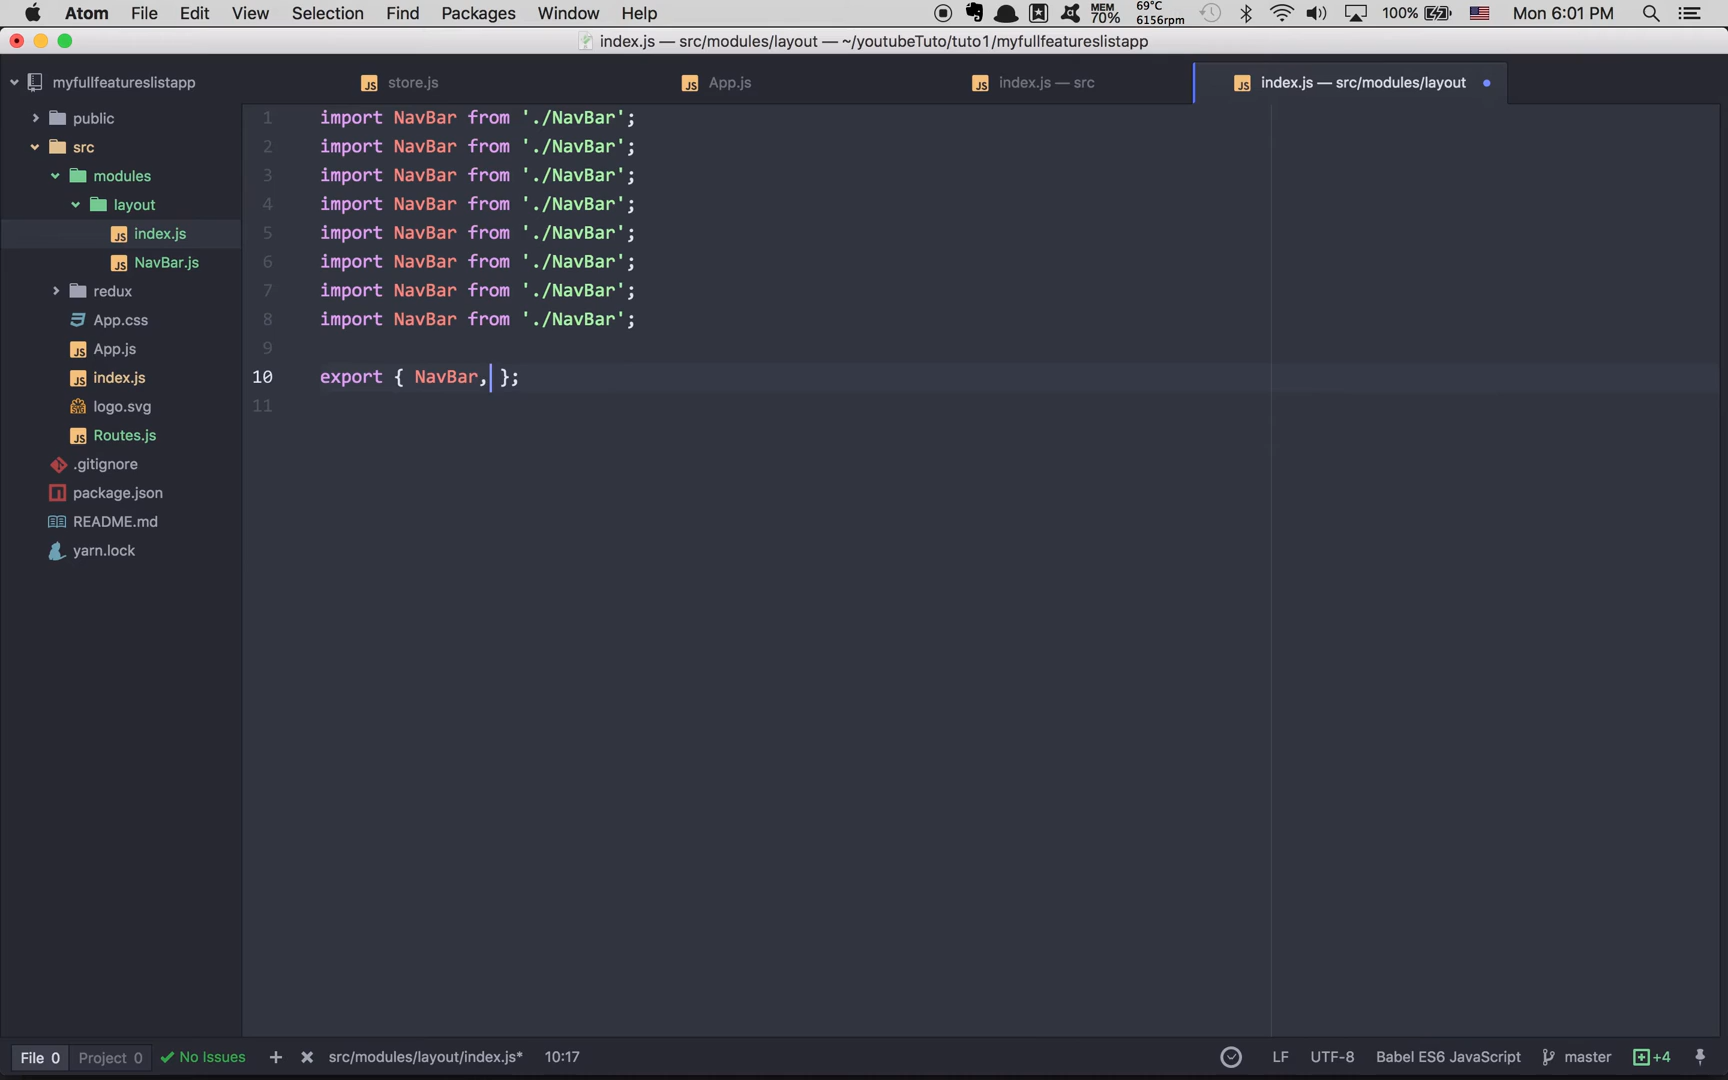 Atom File Edit View Selection Find Packages Window Help MEM 70% 69°C 6156rpm 100% Mon 6:01 PM
index.js — src/modules/layout — ~/youtubeTuto/tuto1/myfullfeatureslistapp
myfullfeatureslistapp
public
src
modules
layout
index.js
NavBar.js
redux
App.css
App.js
index.js
logo.svg
Routes.js
.gitignore
package.json
README.md
yarn.lock
store.js App.js index.js — src index.js — src/modules/layout
1 import NavBar from './NavBar';
2 import NavBar from './NavBar';
3 import NavBar from './NavBar';
4 import NavBar from './NavBar';
5 import NavBar from './NavBar';
6 import NavBar from './NavBar';
7 import NavBar from './NavBar';
8 import NavBar from './NavBar';
9
10 export { NavBar, };
11
File 0 Project 0 No Issues src/modules/layout/index.js* 10:17 LF UTF-8 Babel ES6 JavaScript master +4